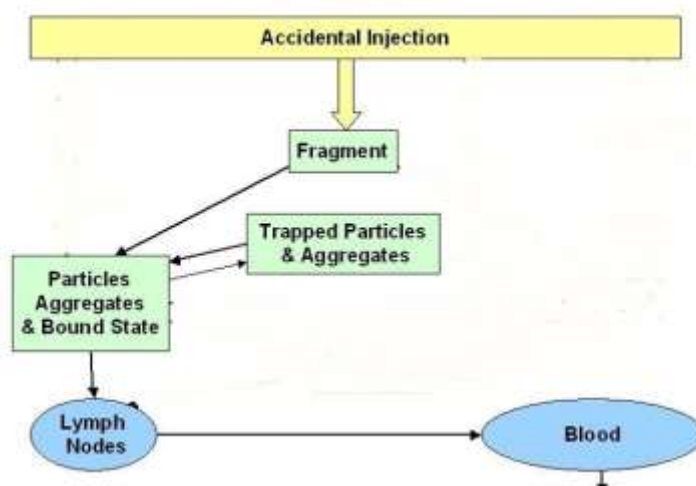 Accidental Injection
Fragment
Trapped Particles
& Aggregates
Particles
Aggregates
& Bound State
Lymph
Nodes
Blood